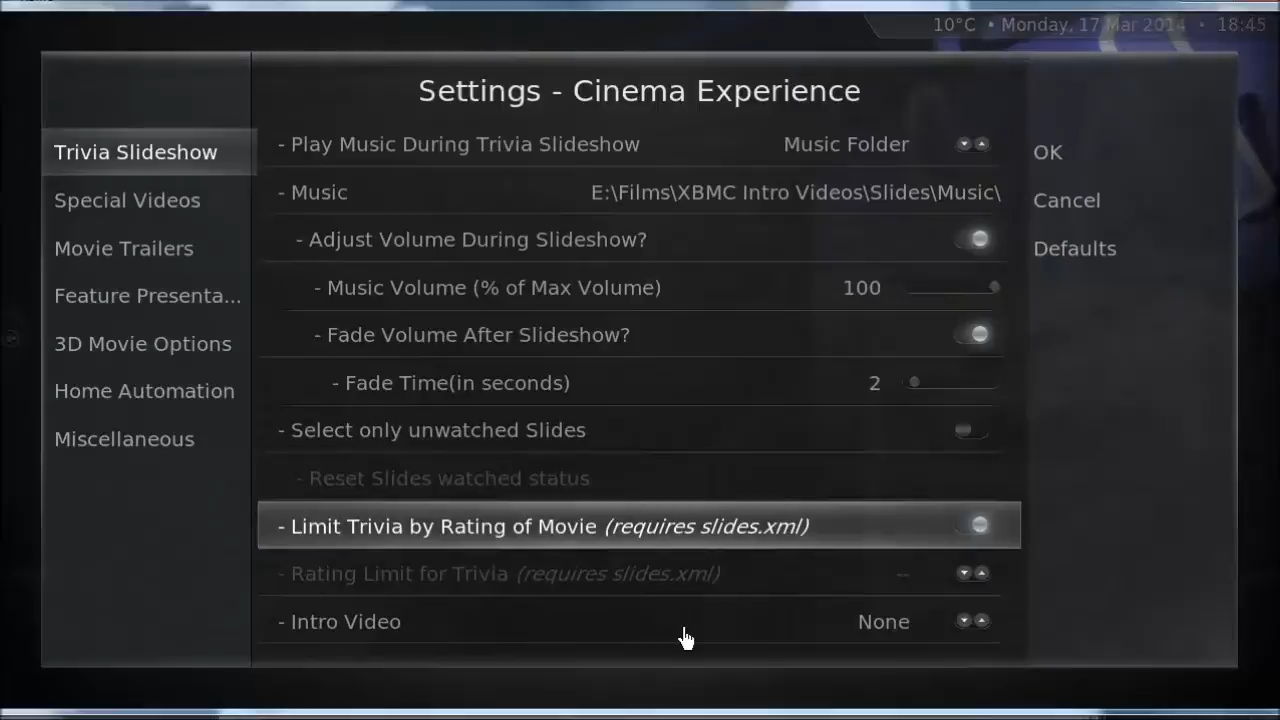 10°C • Monday, 17 Mar 2014 • 18:45
Settings - Cinema Experience
Trivia Slideshow
Special Videos
Movie Trailers
Feature Presenta...
3D Movie Options
Home Automation
Miscellaneous
- Play Music During Trivia Slideshow Music Folder
- Music E:\Films\XBMC Intro Videos\Slides\Music\
- Adjust Volume During Slideshow?
- Music Volume (% of Max Volume) 100
- Fade Volume After Slideshow?
- Fade Time(in seconds) 2
- Select only unwatched Slides
- Reset Slides watched status
- Limit Trivia by Rating of Movie (requires slides.xml)
- Rating Limit for Trivia (requires slides.xml) --
- Intro Video None
OK
Cancel
Defaults